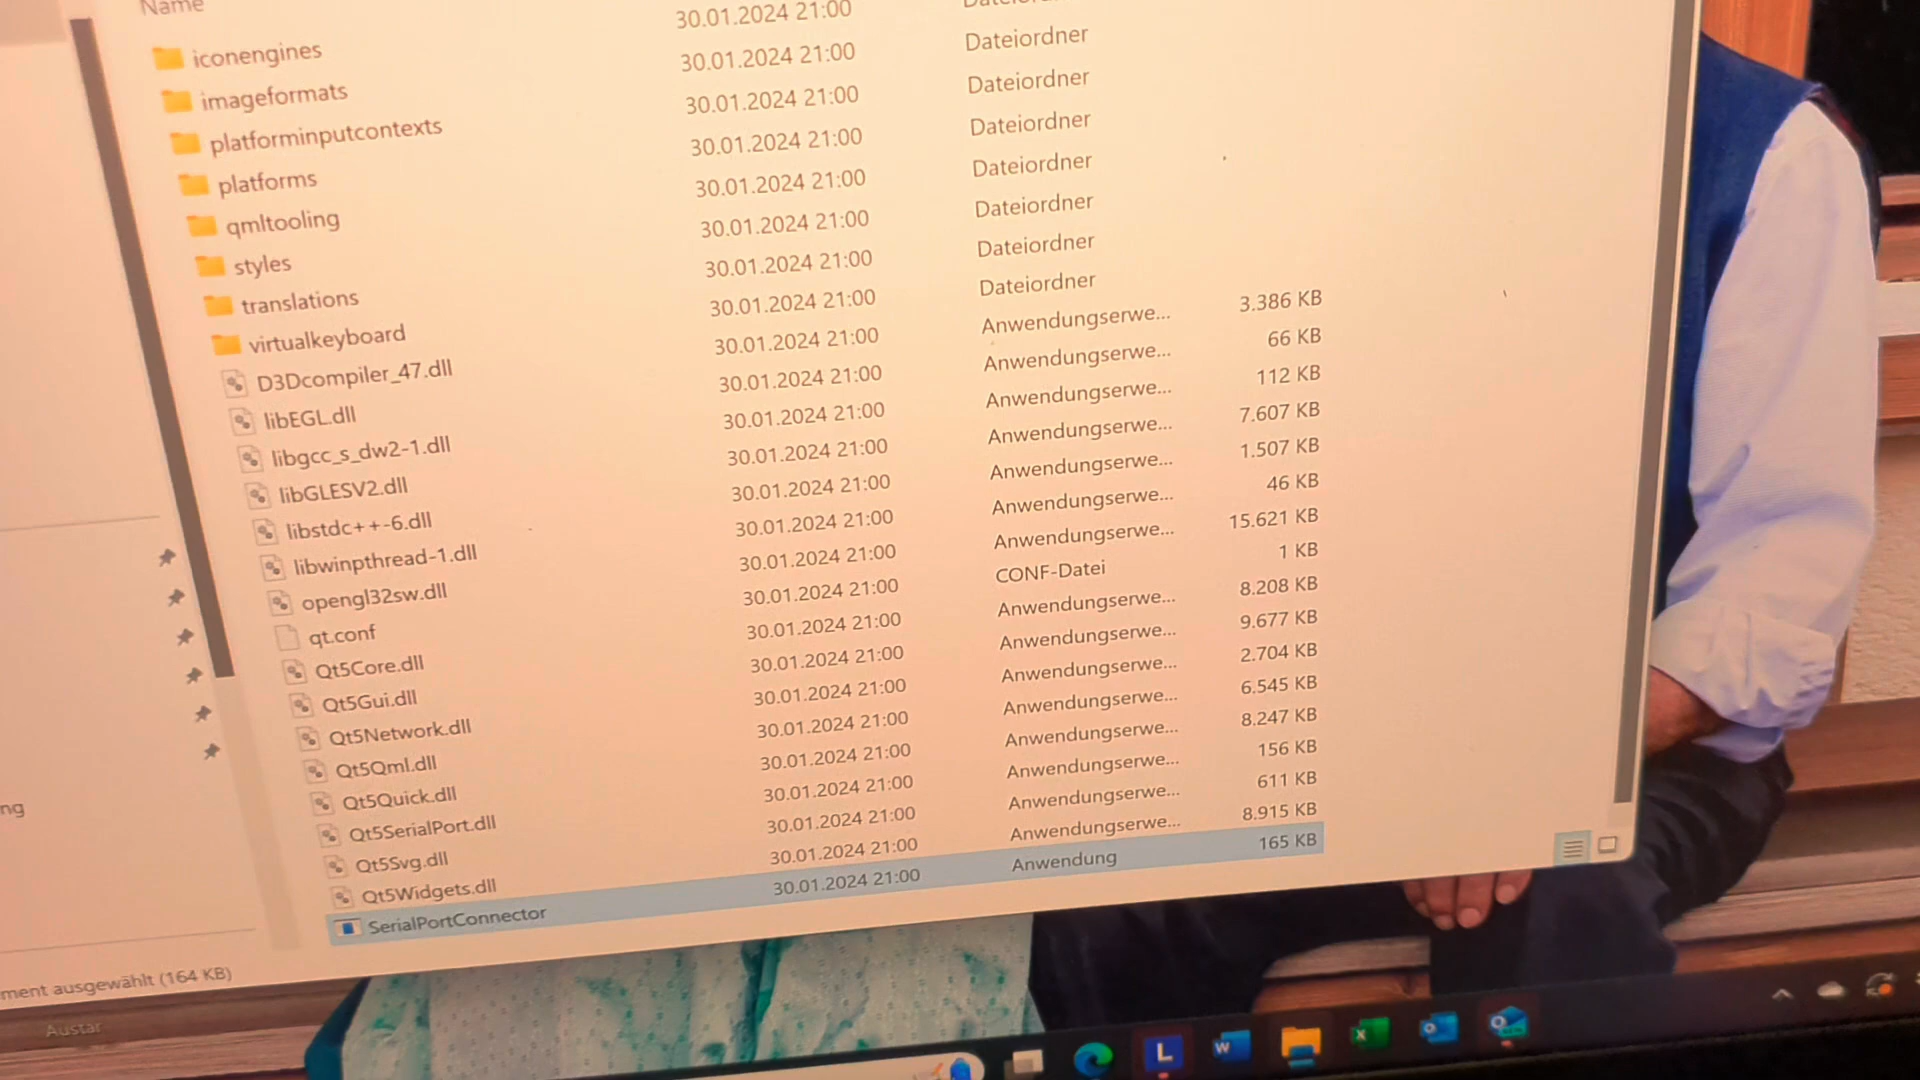 Name
iconengines 30.01.2024 21:00 Dateiordner
imageformats 30.01.2024 21:00 Dateiordner
platforminputcontexts 30.01.2024 21:00 Dateiordner
platforms 30.01.2024 21:00 Dateiordner
qmltooling 30.01.2024 21:00 Dateiordner
styles 30.01.2024 21:00 Dateiordner
translations 30.01.2024 21:00 Dateiordner
virtualkeyboard 30.01.2024 21:00 Dateiordner
D3Dcompiler_47.dll 30.01.2024 21:00 Anwendungserwe... 3.386 KB
libEGL.dll 30.01.2024 21:00 Anwendungserwe... 66 KB
libgcc_s_dw2-1.dll 30.01.2024 21:00 Anwendungserwe... 112 KB
libGLESV2.dll 30.01.2024 21:00 Anwendungserwe... 7.607 KB
libstdc++-6.dll 30.01.2024 21:00 Anwendungserwe... 1.507 KB
libwinpthread-1.dll 30.01.2024 21:00 Anwendungserwe... 46 KB
opengl32sw.dll 30.01.2024 21:00 Anwendungserwe... 15.621 KB
qt.conf 30.01.2024 21:00 CONF-Datei 1 KB
Qt5Core.dll 30.01.2024 21:00 Anwendungserwe... 8.208 KB
Qt5Gui.dll 30.01.2024 21:00 Anwendungserwe... 9.677 KB
Qt5Network.dll 30.01.2024 21:00 Anwendungserwe... 2.704 KB
Qt5Qml.dll 30.01.2024 21:00 Anwendungserwe... 6.545 KB
Qt5Quick.dll 30.01.2024 21:00 Anwendungserwe... 8.247 KB
Qt5SerialPort.dll 30.01.2024 21:00 Anwendungserwe... 156 KB
Qt5Svg.dll 30.01.2024 21:00 Anwendungserwe... 611 KB
Qt5Widgets.dll 30.01.2024 21:00 Anwendungserwe... 8.915 KB
SerialPortConnector 30.01.2024 21:00 Anwendung 165 KB
ng
ment ausgewählt (164 KB)